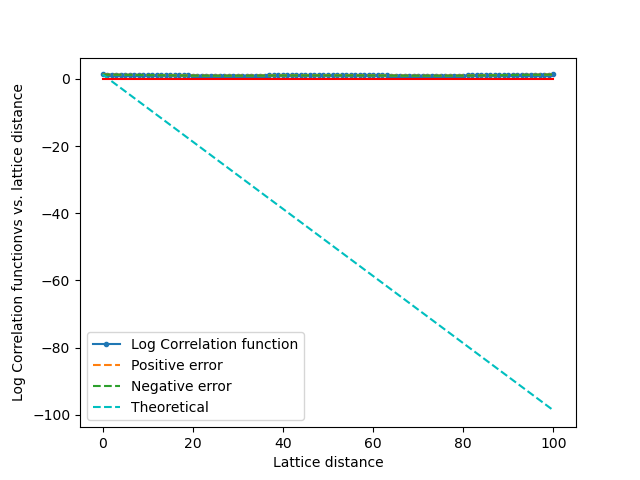 0
−20
−40
−60
−80
−100
Log Correlation functionvs vs. lattice distance
Log Correlation function
Positive error
Negative error
Theoretical
0
20
40
60
80
100
Lattice distance